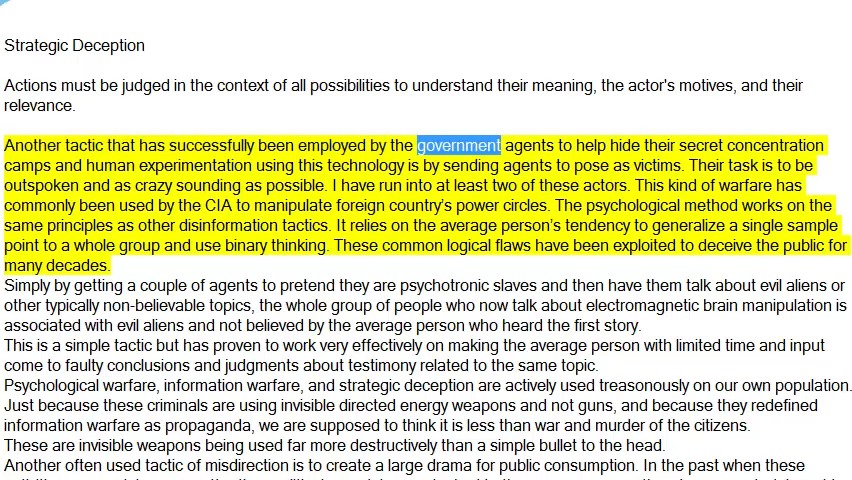 Strategic Deception
Actions must be judged in the context of all possibilities to understand their meaning, the actor's motives, and their
relevance.
Another tactic that has successfully been employed by the government agents to help hide their secret concentration
camps and human experimentation using this technology is by sending agents to pose as victims. Their task is to be
outspoken and as crazy sounding as possible. I have run into at least two of these actors. This kind of warfare has
commonly been used by the CIA to manipulate foreign country’s power circles. The psychological method works on the
same principles as other disinformation tactics. It relies on the average person’s tendency to generalize a single sample
point to a whole group and use binary thinking. These common logical flaws have been exploited to deceive the public for
many decades.
Simply by getting a couple of agents to pretend they are psychotronic slaves and then have them talk about evil aliens or
other typically non-believable topics, the whole group of people who now talk about electromagnetic brain manipulation is
associated with evil aliens and not believed by the average person who heard the first story.
This is a simple tactic but has proven to work very effectively on making the average person with limited time and input
come to faulty conclusions and judgments about testimony related to the same topic.
Psychological warfare, information warfare, and strategic deception are actively used treasonously on our own population.
Just because these criminals are using invisible directed energy weapons and not guns, and because they redefined
information warfare as propaganda, we are supposed to think it is less than war and murder of the citizens.
These are invisible weapons being used far more destructively than a simple bullet to the head.
Another often used tactic of misdirection is to create a large drama for public consumption. In the past when these